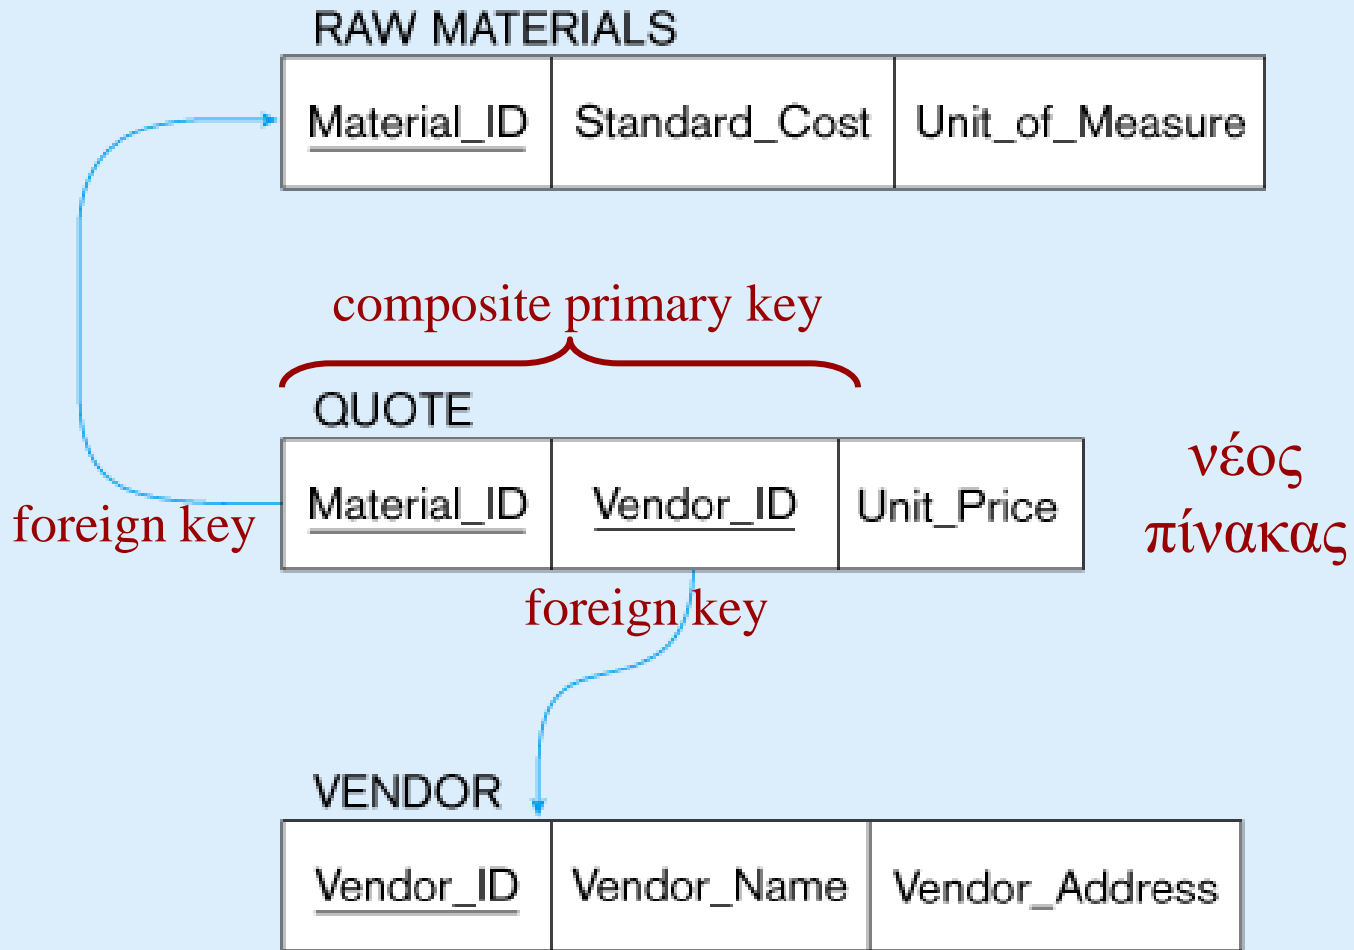 RAW MATERIALS
Material_ID Standard_Cost Unit_of_Measure
composite primary key
QUOTE
Material_ID Vendor_ID Unit_Price
νέος
πίνακας
foreign key
foreign key
VENDOR
Vendor_ID Vendor_Name Vendor_Address